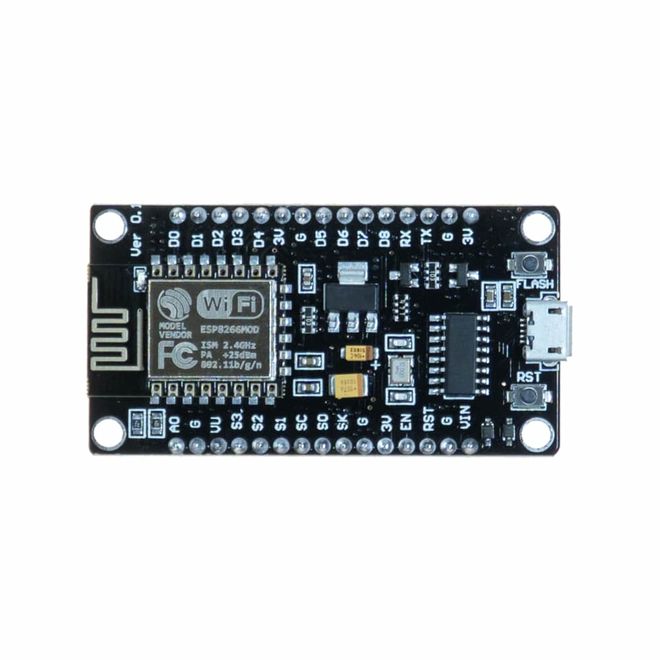 Ver 0.1
D0 D1 D2 D3 D4 3V G D5 D6 D7 D8 RX TX G 3V
FLASH
WiFi
MODEL
VENDOR
ESP8266MOD
FC
ISM 2.4GHz
PA +25dBm
802.11b/g/n
RST
A0 G VU S3 S2 S1 SC SO SK G 3V EN RST G VIN